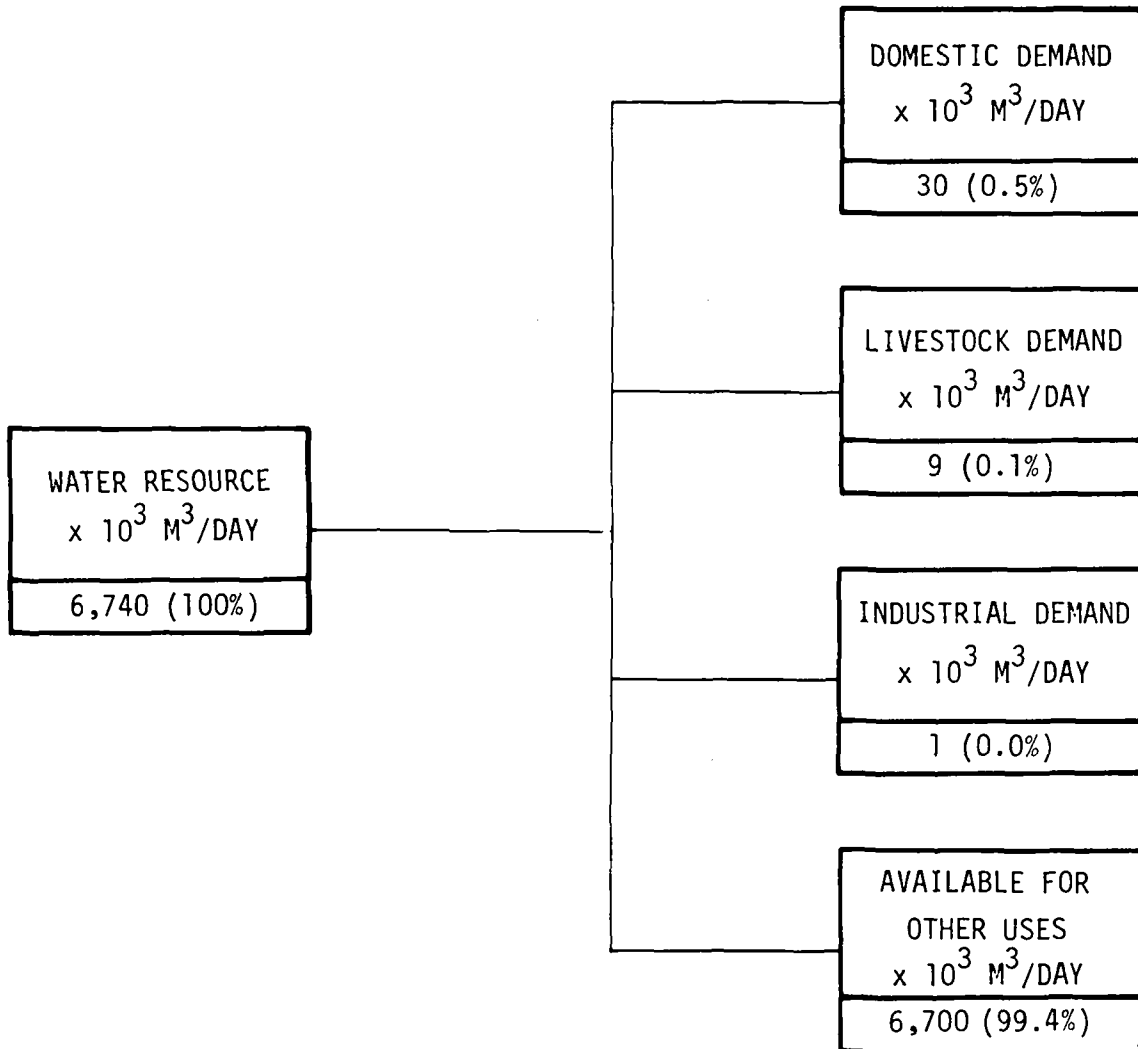 DOMESTIC DEMAND
x 10³ M³/DAY
30 (0.5%)
LIVESTOCK DEMAND
x 10³ M³/DAY
9 (0.1%)
WATER RESOURCE
x 10³ M³/DAY
6,740 (100%)
INDUSTRIAL DEMAND
x 10³ M³/DAY
1 (0.0%)
AVAILABLE FOR
OTHER USES
x 10³ M³/DAY
6,700 (99.4%)